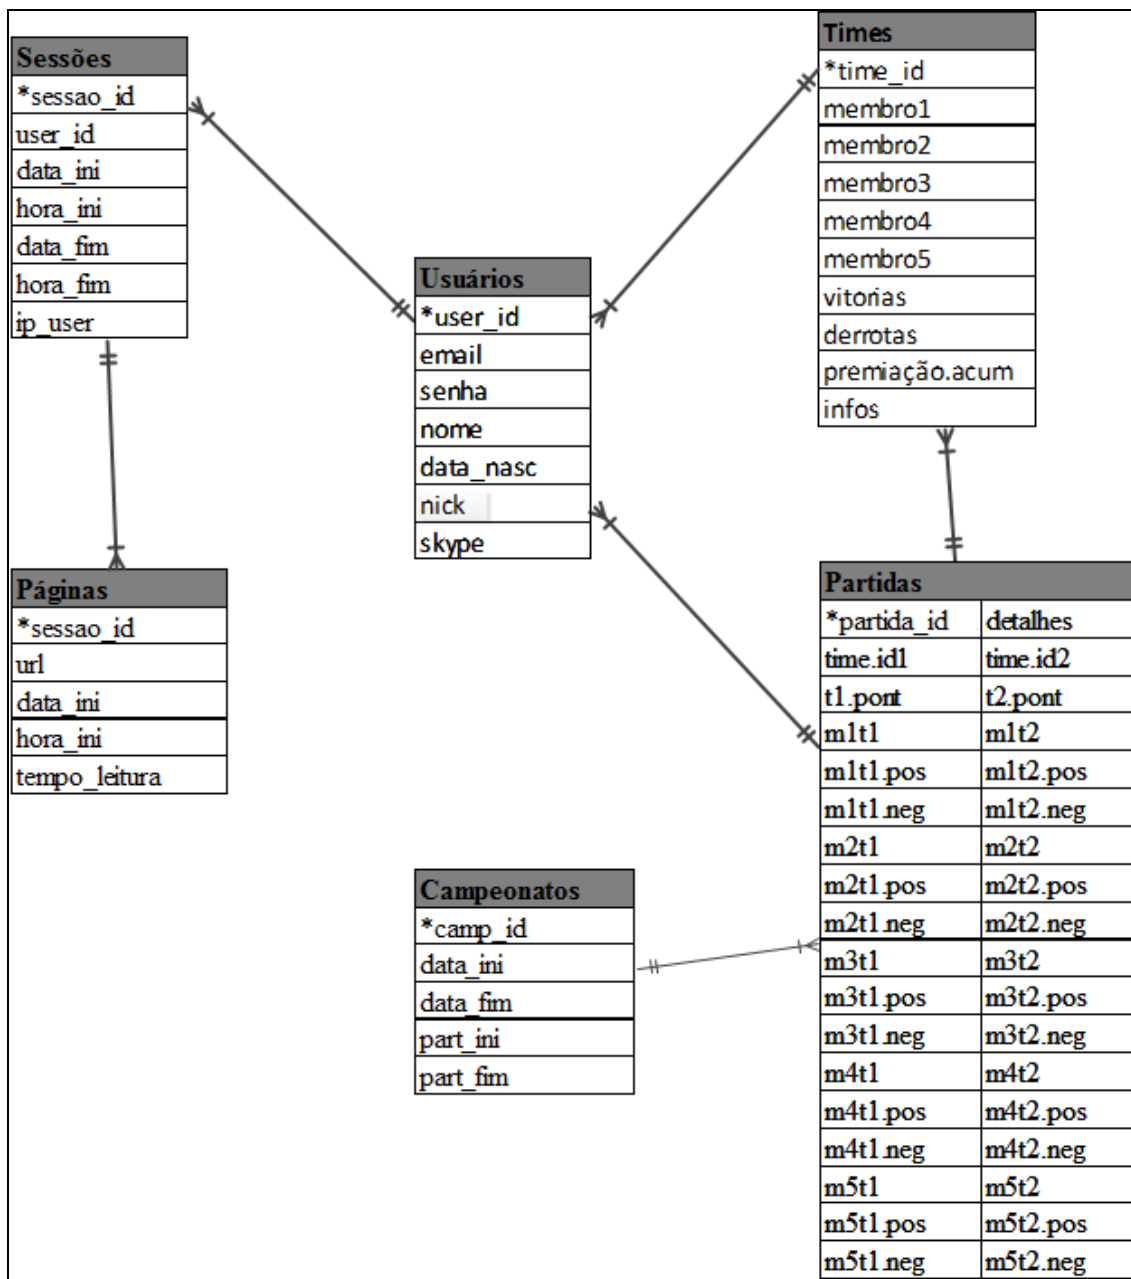 Sessões
*sessao_id
user_id
data_ini
hora_ini
data_fim
hora_fim
ip_user
Times
*time_id
membro1
membro2
membro3
membro4
membro5
vitorias
derrotas
premiação.acum
infos
Usuários
*user_id
email
senha
nome
data_nasc
nick
skype
Páginas
*sessao_id
url
data_ini
hora_ini
tempo_leitura
Campeonatos
*camp_id
data_ini
data_fim
part_ini
part_fim
Partidas
*partida_id detalhes
time.id1 time.id2
t1.pont t2.pont
m1t1 m1t2
m1t1.pos m1t2.pos
m1t1.neg m1t2.neg
m2t1 m2t2
m2t1.pos m2t2.pos
m2t1.neg m2t2.neg
m3t1 m3t2
m3t1.pos m3t2.pos
m3t1.neg m3t2.neg
m4t1 m4t2
m4t1.pos m4t2.pos
m4t1.neg m4t2.neg
m5t1 m5t2
m5t1.pos m5t2.pos
m5t1.neg m5t2.neg